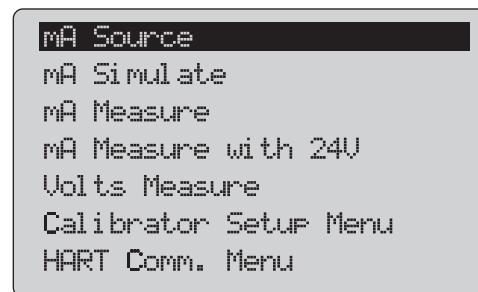 mA Source
mA Simulate
mA Measure
mA Measure with 24V
Volts Measure
Calibrator Setup Menu
HART Comm. Menu